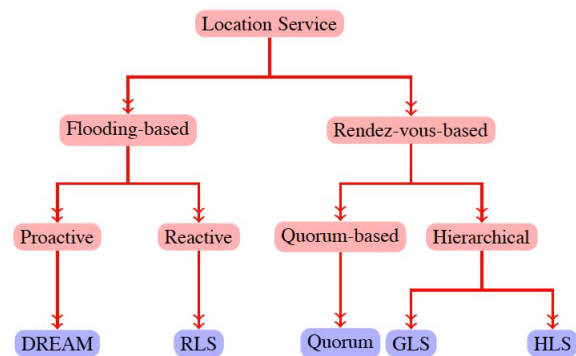 Location Service
Flooding-based
Rendez-vous-based
Proactive
Reactive
Quorum-based
Hierarchical
DREAM
RLS
Quorum
GLS
HLS